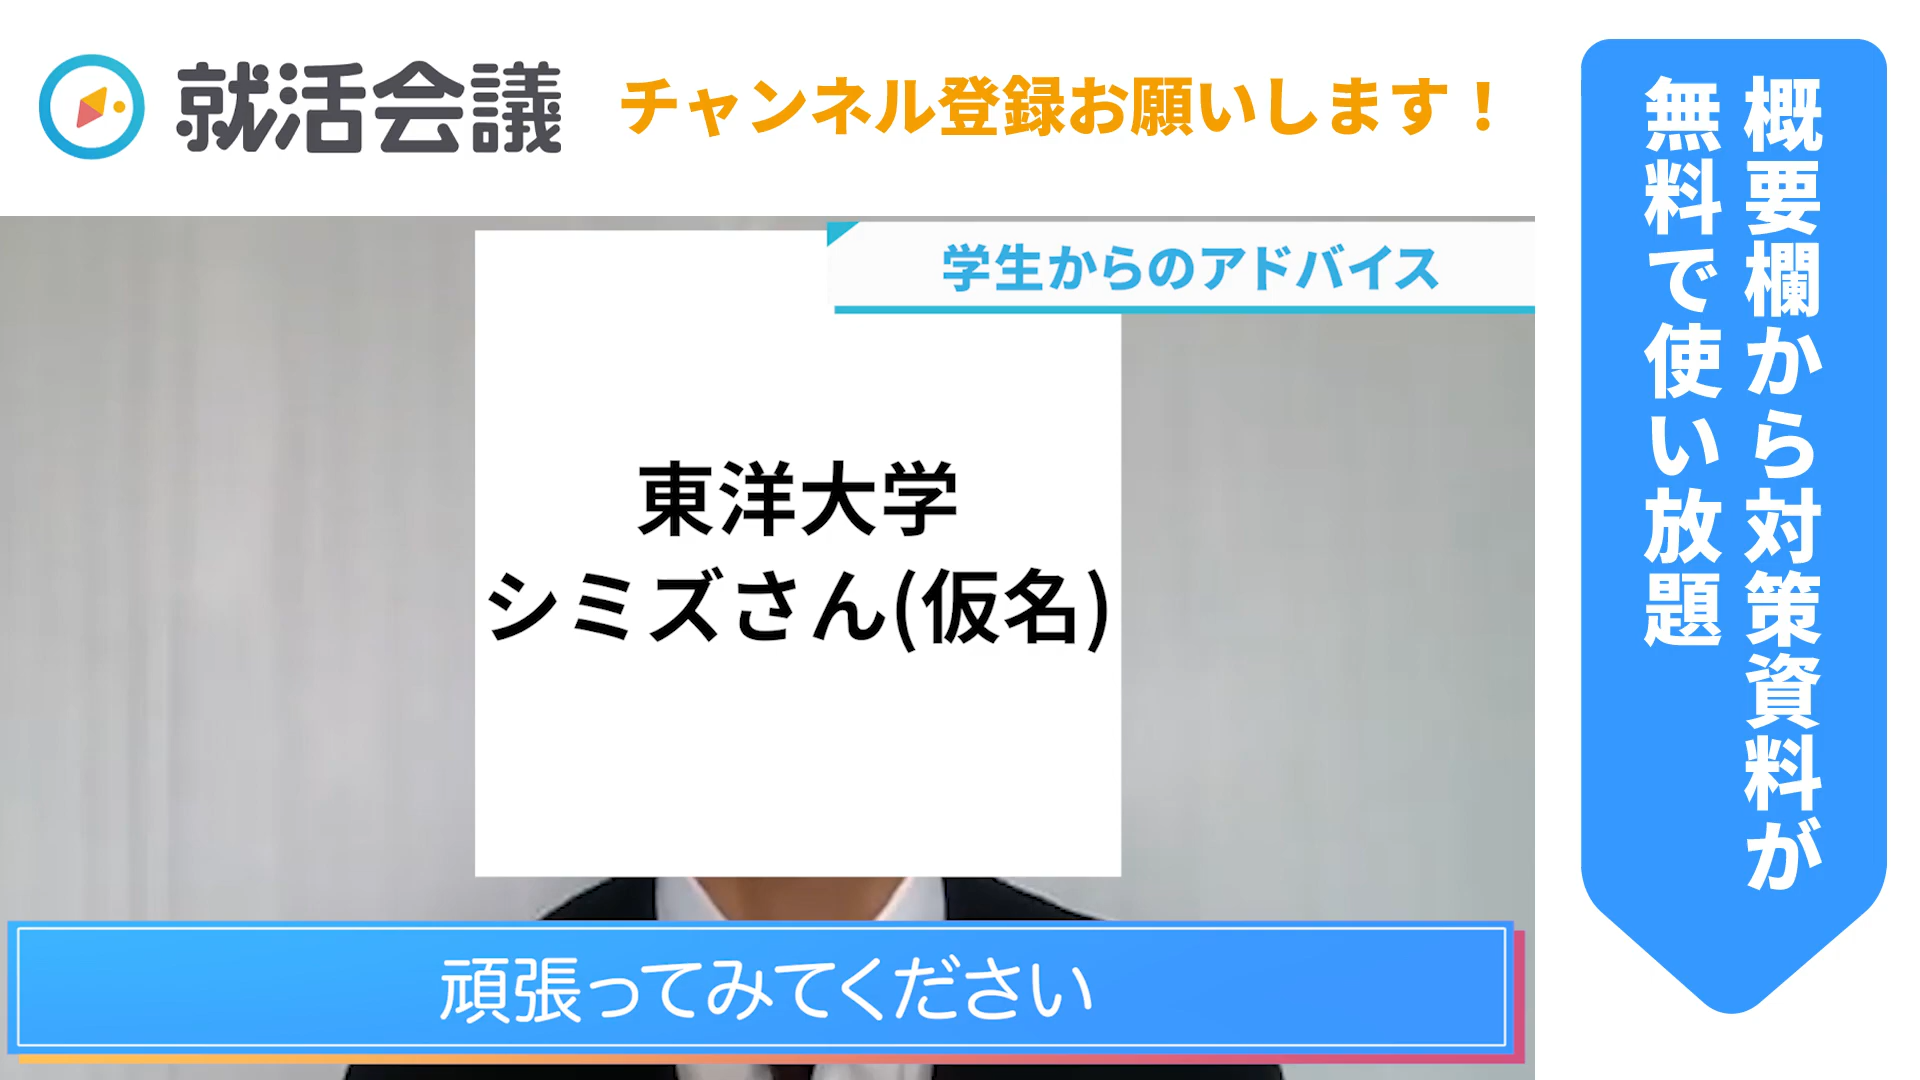 就活会議
チャンネル登録お願いします！
概要欄から対策資料が
無料で使い放題
学生からのアドバイス
東洋大学
シミズさん(仮名)
頑張ってみてください